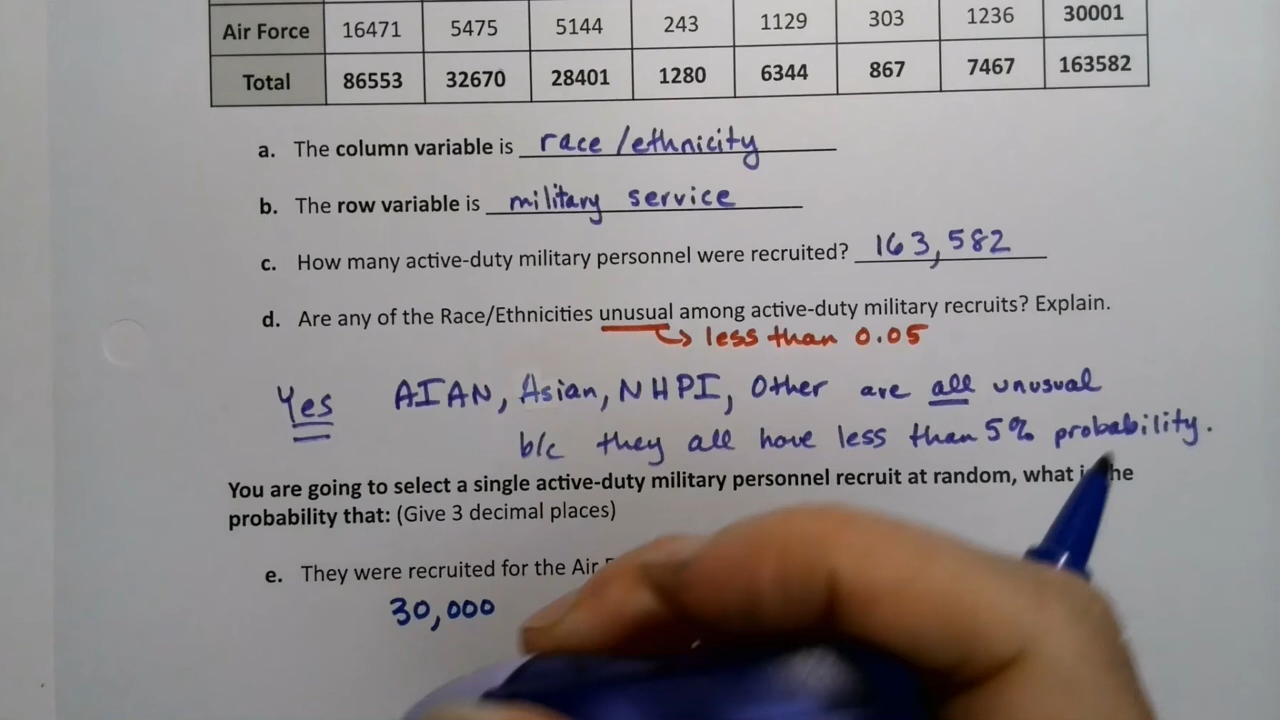 Air Force 16471 5475 5144 243 1129 303 1236 30001
Total 86553 32670 28401 1280 6344 867 7467 163582
a. The column variable is race/ethnicity
b. The row variable is military service
c. How many active-duty military personnel were recruited? 163,582
d. Are any of the Race/Ethnicities unusual among active-duty military recruits? Explain.
less than 0.05
Yes AIAN, Asian, NHPI, Other are all unusual
b/c they all have less than 5% probability.
You are going to select a single active-duty military personnel recruit at random, what is the
probability that: (Give 3 decimal places)
e. They were recruited for the Air
30,000